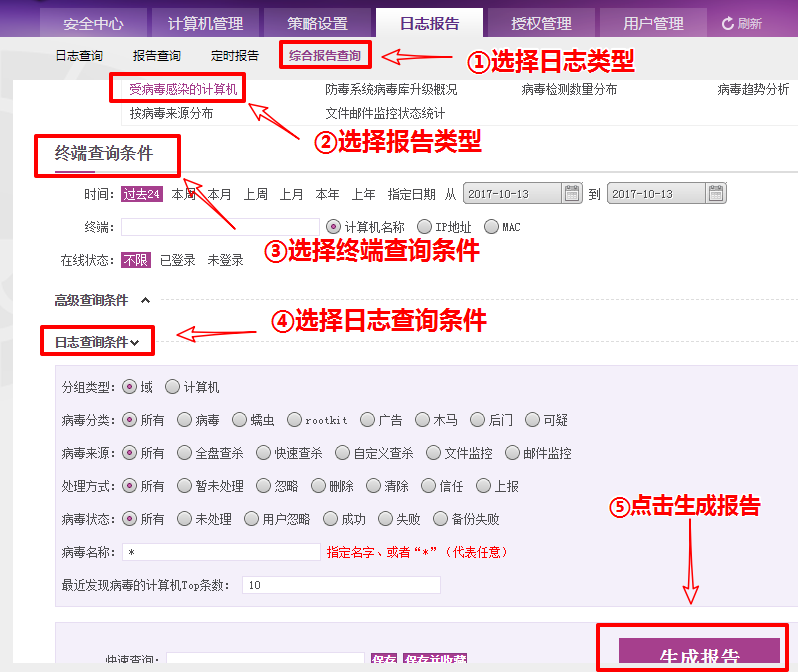 安全中心 计算机管理 策略设置 日志报告 授权管理 用户管理 刷新
日志查询 报告查询 定时报告 综合报告查询
①选择日志类型
受病毒感染的计算机 防毒系统病毒库升级概况 病毒检测数量分布 病毒趋势分析
按病毒来源分布 文件邮件监控状态统计
②选择报告类型
终端查询条件
时间: 过去24 本周 本月 上周 上月 本年 上年 指定日期 从 2017-10-13 到 2017-10-13
终端: 计算机名称 IP地址 MAC
③选择终端查询条件
在线状态: 不限 已登录 未登录
高级查询条件
④选择日志查询条件
日志查询条件
分组类型: 域 计算机
病毒分类: 所有 病毒 蠕虫 rootkit 广告 木马 后门 可疑
病毒来源: 所有 全盘查杀 快速查杀 自定义查杀 文件监控 邮件监控
处理方式: 所有 暂未处理 忽略 删除 清除 信任 上报
⑤点击生成报告
病毒状态: 所有 未处理 用户忽略 成功 失败 备份失败
病毒名称: * 指定名字、或者“*”（代表任意）
最近发现病毒的计算机Top条数: 10
快速查询: 保存 保存并收藏 生成报告